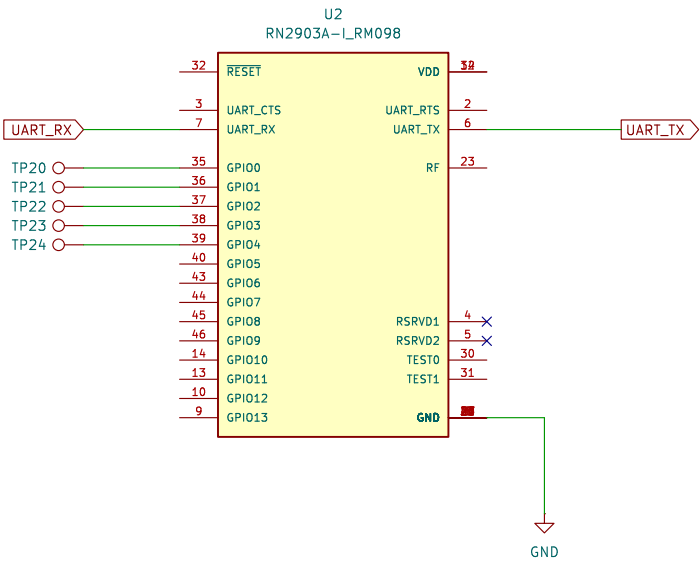 U2
RN2903A-I_RM098
32 RESET VDD
3 UART_CTS UART_RTS 2
UART_RX 7 UART_RX UART_TX 6 UART_TX
TP20 35 GPIO0 RF 23
TP21 36 GPIO1
TP22 37 GPIO2
TP23 38 GPIO3
TP24 39 GPIO4
40 GPIO5
43 GPIO6
44 GPIO7
45 GPIO8 RSRVD1 4
46 GPIO9 RSRVD2 5
14 GPIO10 TEST0 30
13 GPIO11 TEST1 31
10 GPIO12
9 GPIO13 GND
GND